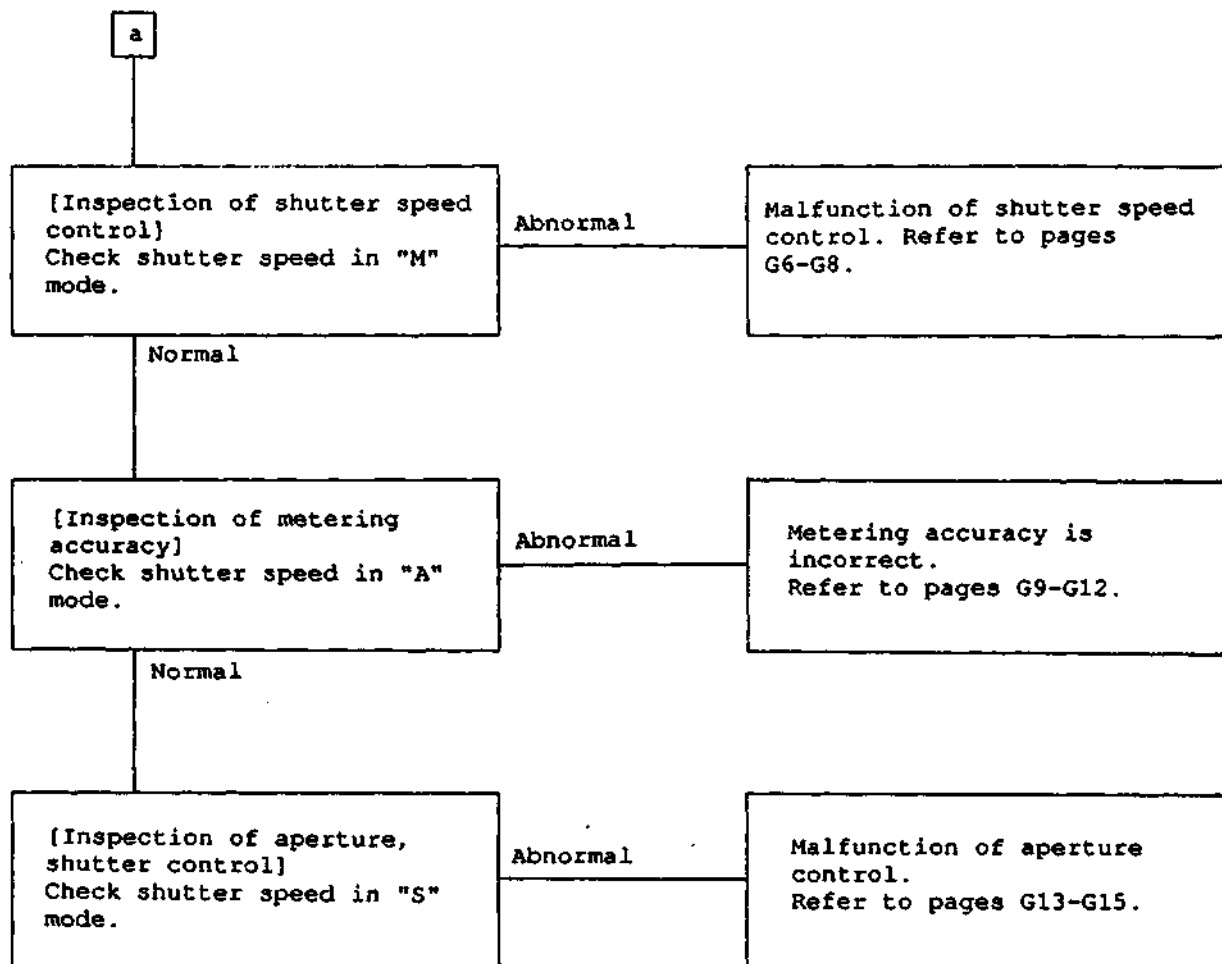 a
[Inspection of shutter speed
control]
Check shutter speed in "M"
mode.
Abnormal
Malfunction of shutter speed
control. Refer to pages
G6-G8.
Normal
[Inspection of metering
accuracy]
Check shutter speed in "A"
mode.
Abnormal
Metering accuracy is
incorrect.
Refer to pages G9-G12.
Normal
[Inspection of aperture,
shutter control]
Check shutter speed in "S"
mode.
Abnormal
Malfunction of aperture
control.
Refer to pages G13-G15.